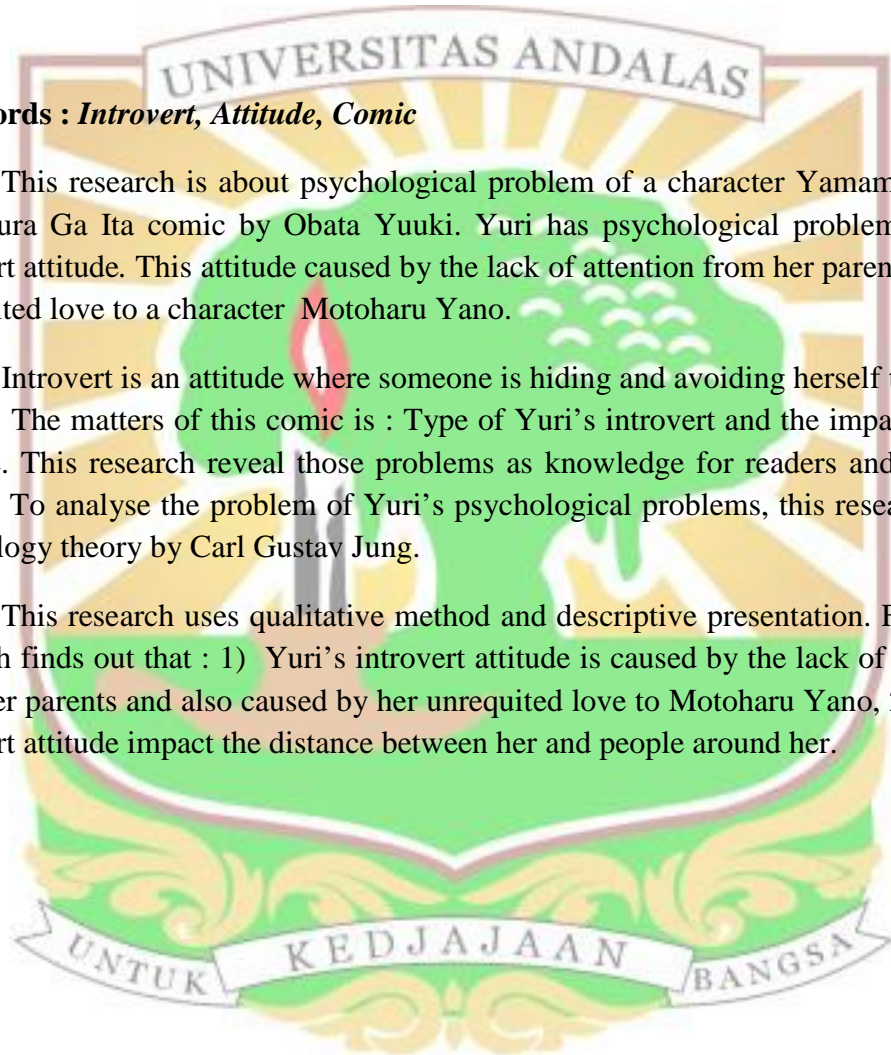 UNIVERSITAS ANDALAS
ords : Introvert, Attitude, Comic
This research is about psychological problem of a character Yamam
ura Ga Ita comic by Obata Yuuki. Yuri has psychological problem
rt attitude. This attitude caused by the lack of attention from her paren
ited love to a character Motoharu Yano.
Introvert is an attitude where someone is hiding and avoiding herself t
The matters of this comic is : Type of Yuri's introvert and the impa
. This research reveal those problems as knowledge for readers and
To analyse the problem of Yuri's psychological problems, this resea
logy theory by Carl Gustav Jung.
This research uses qualitative method and descriptive presentation. F
h finds out that : 1) Yuri's introvert attitude is caused by the lack of
er parents and also caused by her unrequited love to Motoharu Yano,
rt attitude impact the distance between her and people around her.
UNTUK KEDJAJAAN BANGSA